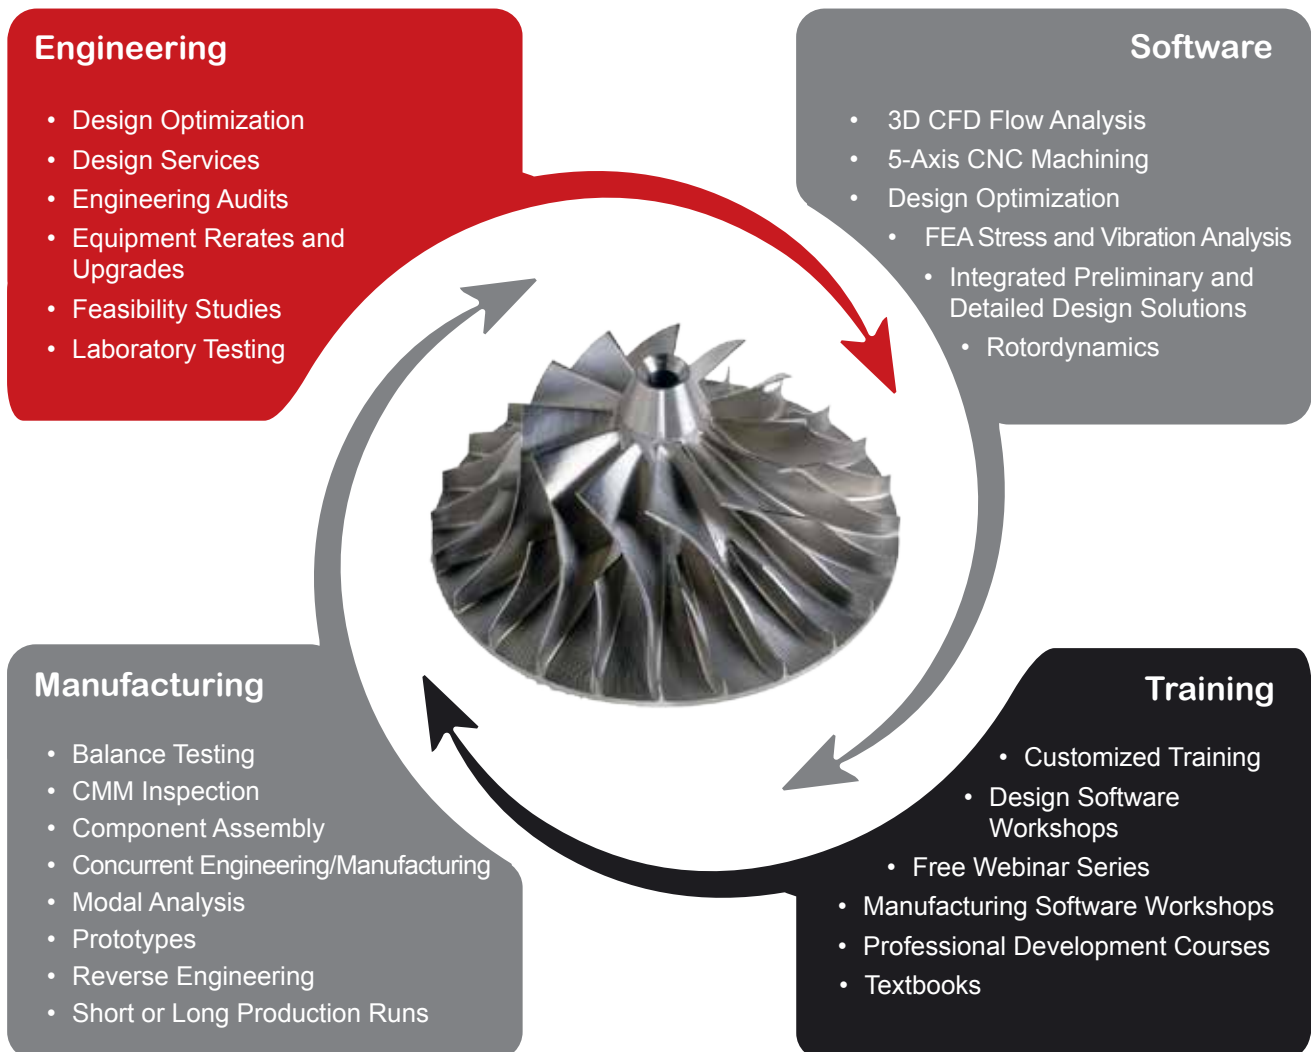 Engineering
• Design Optimization
• Design Services
• Engineering Audits
• Equipment Rerates and
Upgrades
• Feasibility Studies
• Laboratory Testing
Software
• 3D CFD Flow Analysis
• 5-Axis CNC Machining
• Design Optimization
• FEA Stress and Vibration Analysis
• Integrated Preliminary and
Detailed Design Solutions
• Rotordynamics
Manufacturing
• Balance Testing
• CMM Inspection
• Component Assembly
• Concurrent Engineering/Manufacturing
• Modal Analysis
• Prototypes
• Reverse Engineering
• Short or Long Production Runs
Training
• Customized Training
• Design Software
Workshops
• Free Webinar Series
• Manufacturing Software Workshops
• Professional Development Courses
• Textbooks